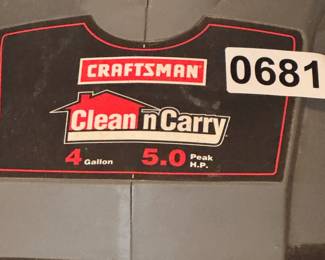 CRAFTSMAN
0681
Clean 'n Carry
4 Gallon 5.0 Peak H.P.